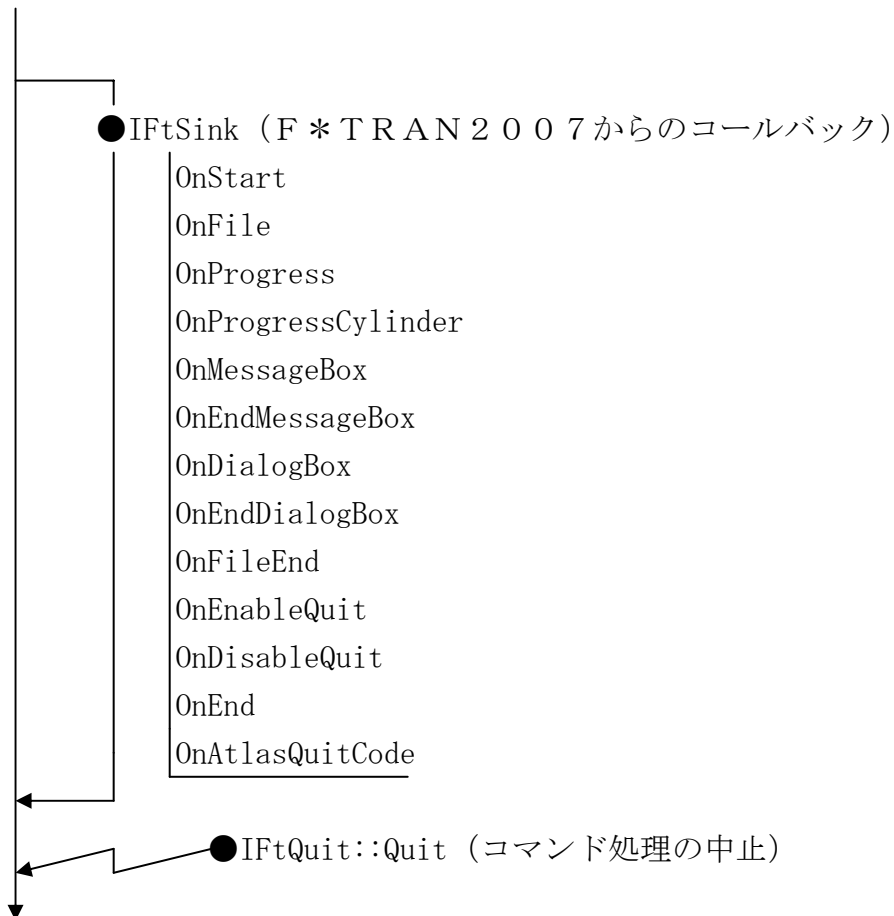 ●IFtSink（Ｆ＊ＴＲＡＮ２００７からのコールバック）
OnStart
OnFile
OnProgress
OnProgressCylinder
OnMessageBox
OnEndMessageBox
OnDialogBox
OnEndDialogBox
OnFileEnd
OnEnableQuit
OnDisableQuit
OnEnd
OnAtlasQuitCode
●IFtQuit::Quit（コマンド処理の中止）